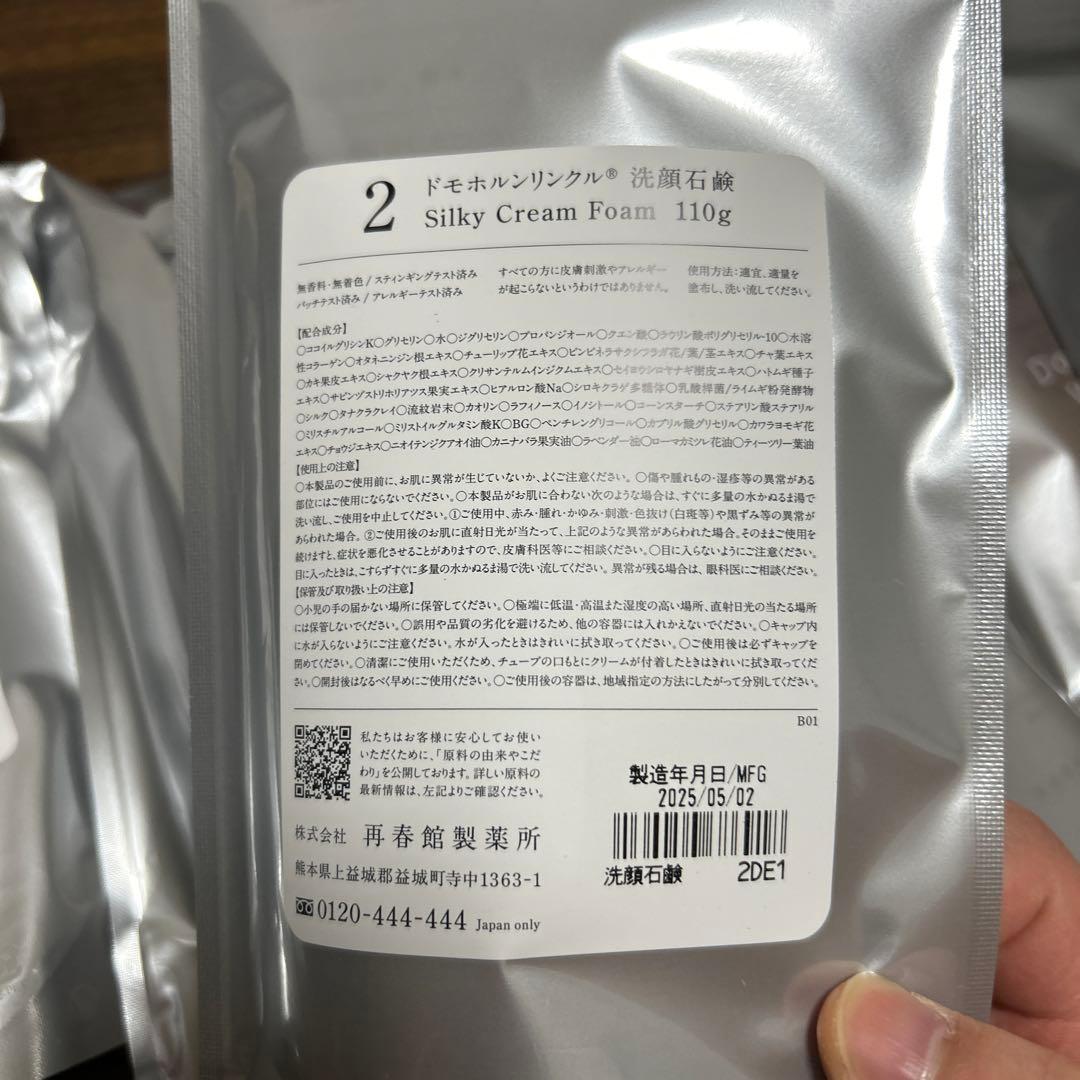 2
ドモホルンリンクル® 洗顔石鹸
Silky Cream Foam 110g
無香料・無着色 / スティンギングテスト済み
パッチテスト済み / アレルギーテスト済み
すべての方に皮膚刺激やアレルギー
が起こらないというわけではありません。
使用方法：適宜、適量を
塗布し、洗い流してください。
【配合成分】
○ココイルグリシンK○グリセリン○水○ジグリセリン○プロパンジオール○クエン酸○ラウリン酸ポリグリセリル-10○水溶
性コラーゲン○オタネニンジン根エキス○チューリップ花エキス○ピンピネラサクシフラガ花/葉/茎エキス○チャ葉エキス
○カキ果皮エキス○シャクヤク根エキス○クリサンテルムインジクムエキス○セイヨウシロヤナギ樹皮エキス○ハトムギ種子
エキス○サピンヅストリホリアツス果実エキス○ヒアルロン酸Na○シロキクラゲ多糖体○乳酸桿菌/ライムギ粉発酵物
○シルク○タナクラクレイ○流紋岩末○カオリン○ラフィノース○イノシトール○コーンスターチ○ステアリン酸ステアリル
○ミリスチルアルコール○ミリストイルグルタミン酸K○BG○ペンチレングリコール○カプリル酸グリセリル○カワラヨモギ花
エキス○チョウジエキス○ニオイテンジクアオイ油○カニナバラ果実油○ラベンダー油○ローマカミツレ花油○ティーツリー葉油
【使用上の注意】
○本製品のご使用前に、お肌に異常が生じていないか、よくご注意ください。○傷や腫れもの・湿疹等の異常がある
部位にはご使用にならないでください。○本製品がお肌に合わない次のような場合は、すぐに多量の水かぬるま湯で
洗い流し、ご使用を中止してください。①ご使用中、赤み・腫れ・かゆみ・刺激・色抜け(白斑等)や黒ずみ等の異常が
あらわれた場合。②ご使用後のお肌に直射日光が当たって、上記のような異常があらわれた場合。そのままご使用を
続けますと、症状を悪化させることがありますので、皮膚科医等にご相談ください。○目に入らないようにご注意ください。
目に入ったときは、こすらずすぐに多量の水かぬるま湯で洗い流してください。異常が残る場合は、眼科医にご相談ください。
【保管及び取り扱い上の注意】
○小児の手の届かない場所に保管してください。○極端に低温・高温また湿度の高い場所、直射日光の当たる場所
には保管しないでください。○誤用や品質の劣化を避けるため、他の容器には入れかえないでください。○キャップ内
に水が入らないようにご注意ください。水が入ったときはきれいに拭き取ってください。○ご使用後は必ずキャップを
閉めてください。○清潔にご使用いただくため、チューブの口もとにクリームが付着したときはきれいに拭き取ってくだ
さい。○開封後はなるべく早めにご使用ください。○ご使用後の容器は、地域指定の方法にしたがって分別してください。
B01
私たちはお客様に安心してお使い
いただくために、「原料の由来やこだ
わり」を公開しております。詳しい原料の
最新情報は、左記よりご確認ください。
株式会社 再春館製薬所
熊本県上益城郡益城町寺中1363-1
0120-444-444 Japan only
製造年月日/MFG
2025/05/02
洗顔石鹸 2DE1